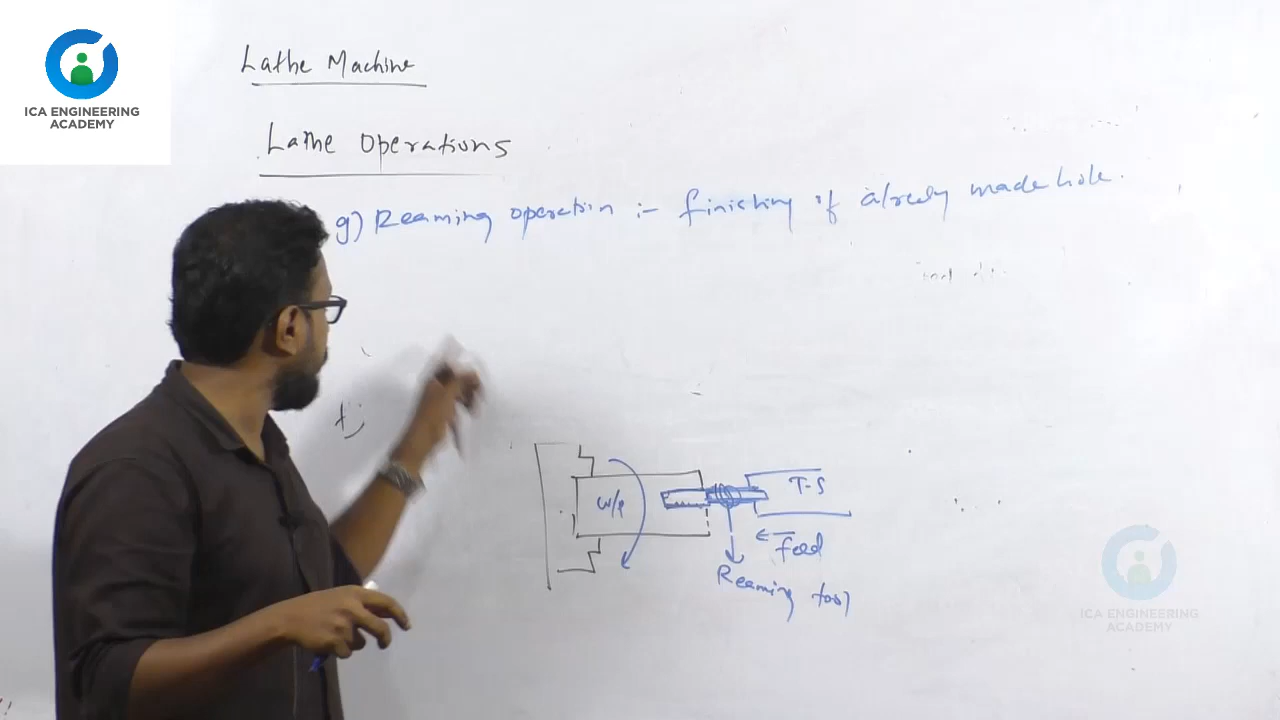 ICA ENGINEERING
ACADEMY
Lathe Machine
Lathe Operations
g) Reaming operation :- finishing of alredy made hole.
W/P
T-S
← Feed
Reaming tool
ICA ENGINEERING
ACADEMY